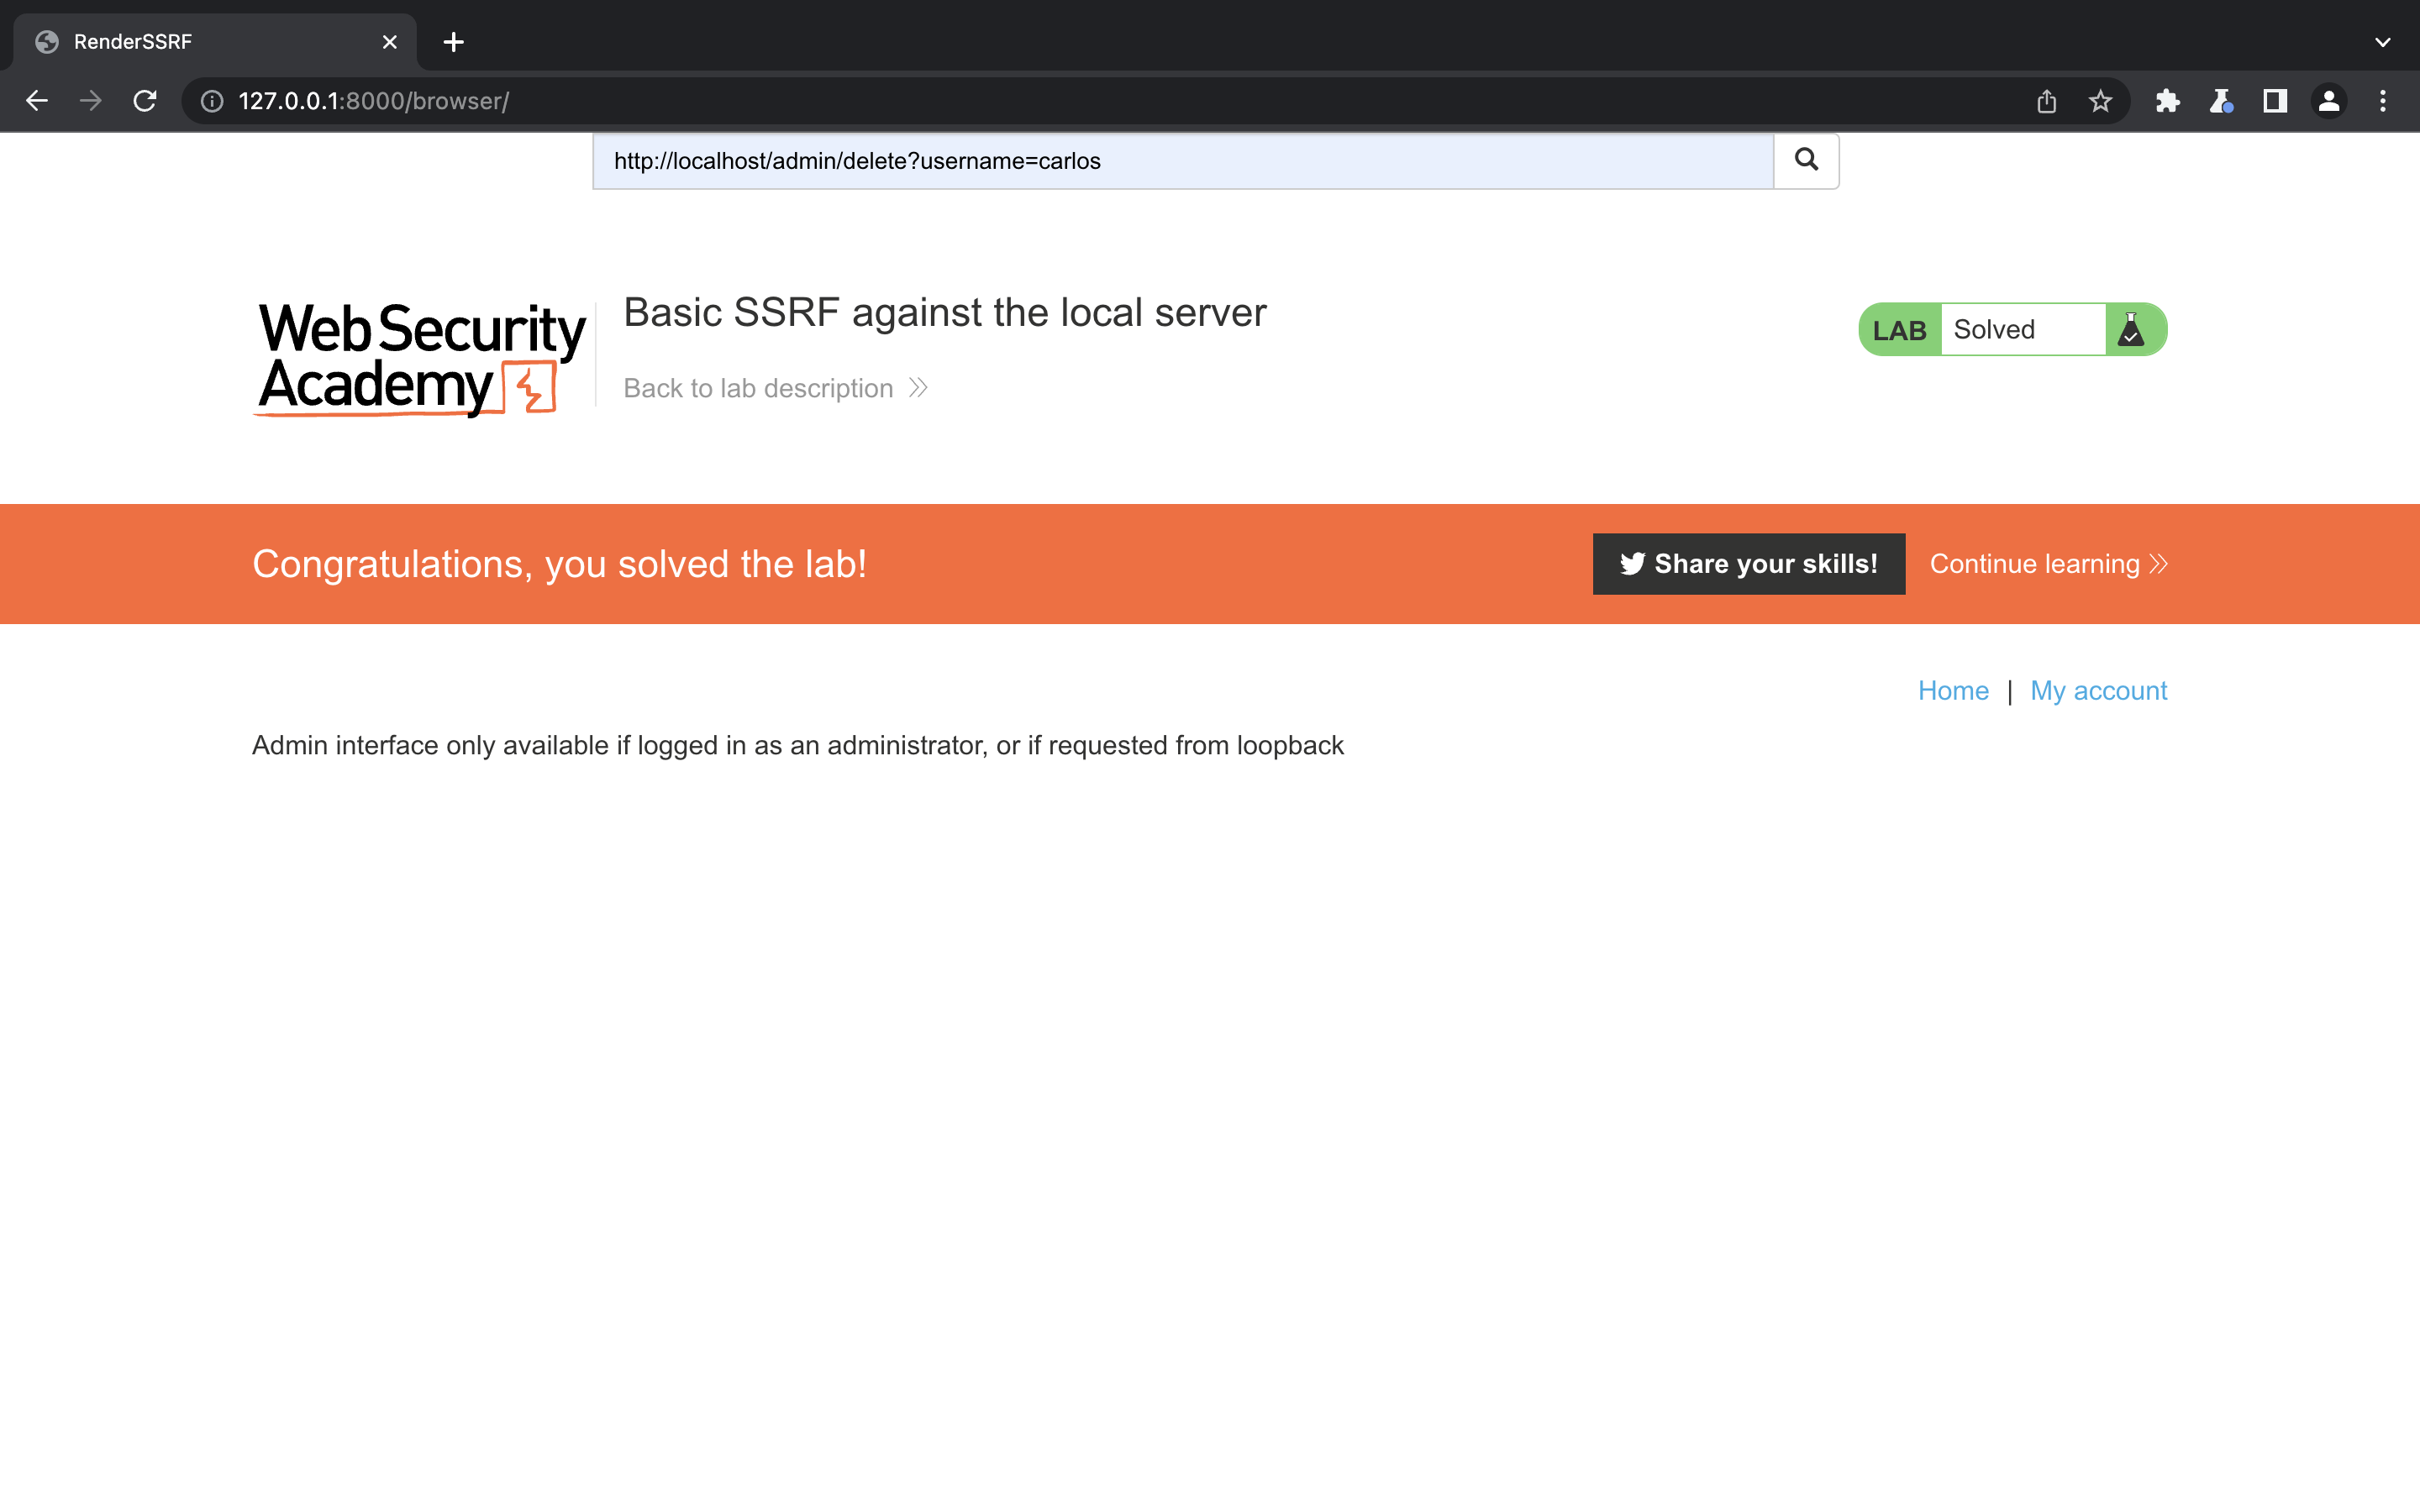 RenderSSRF
127.0.0.1:8000/browser/
http://localhost/admin/delete?username=carlos
Web Security
Academy
Basic SSRF against the local server
Back to lab description
LAB Solved
Congratulations, you solved the lab!
Share your skills!
Continue learning
Home | My account
Admin interface only available if logged in as an administrator, or if requested from loopback